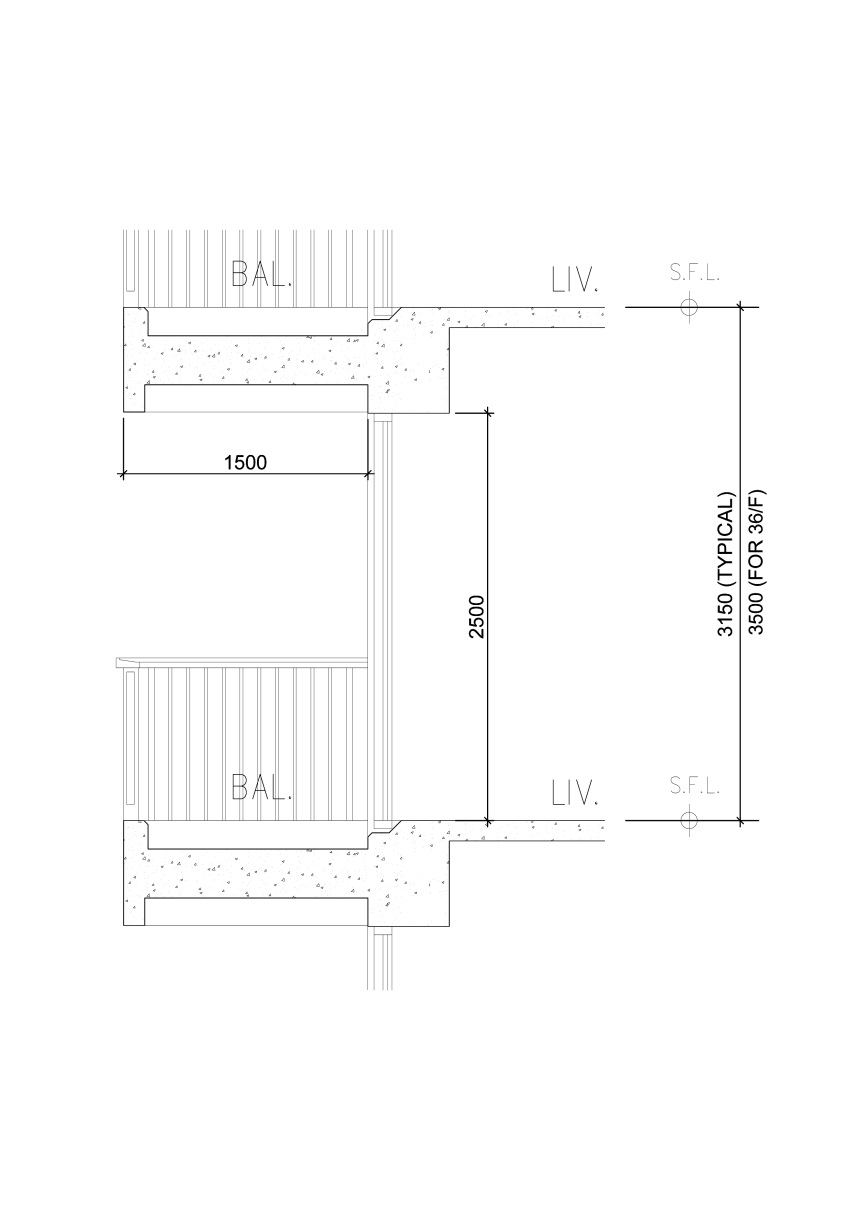 BAL.
LIV.
S.F.L.
1500
2500
3150 (TYPICAL)
3500 (FOR 36/F)
BAL.
LIV.
S.F.L.